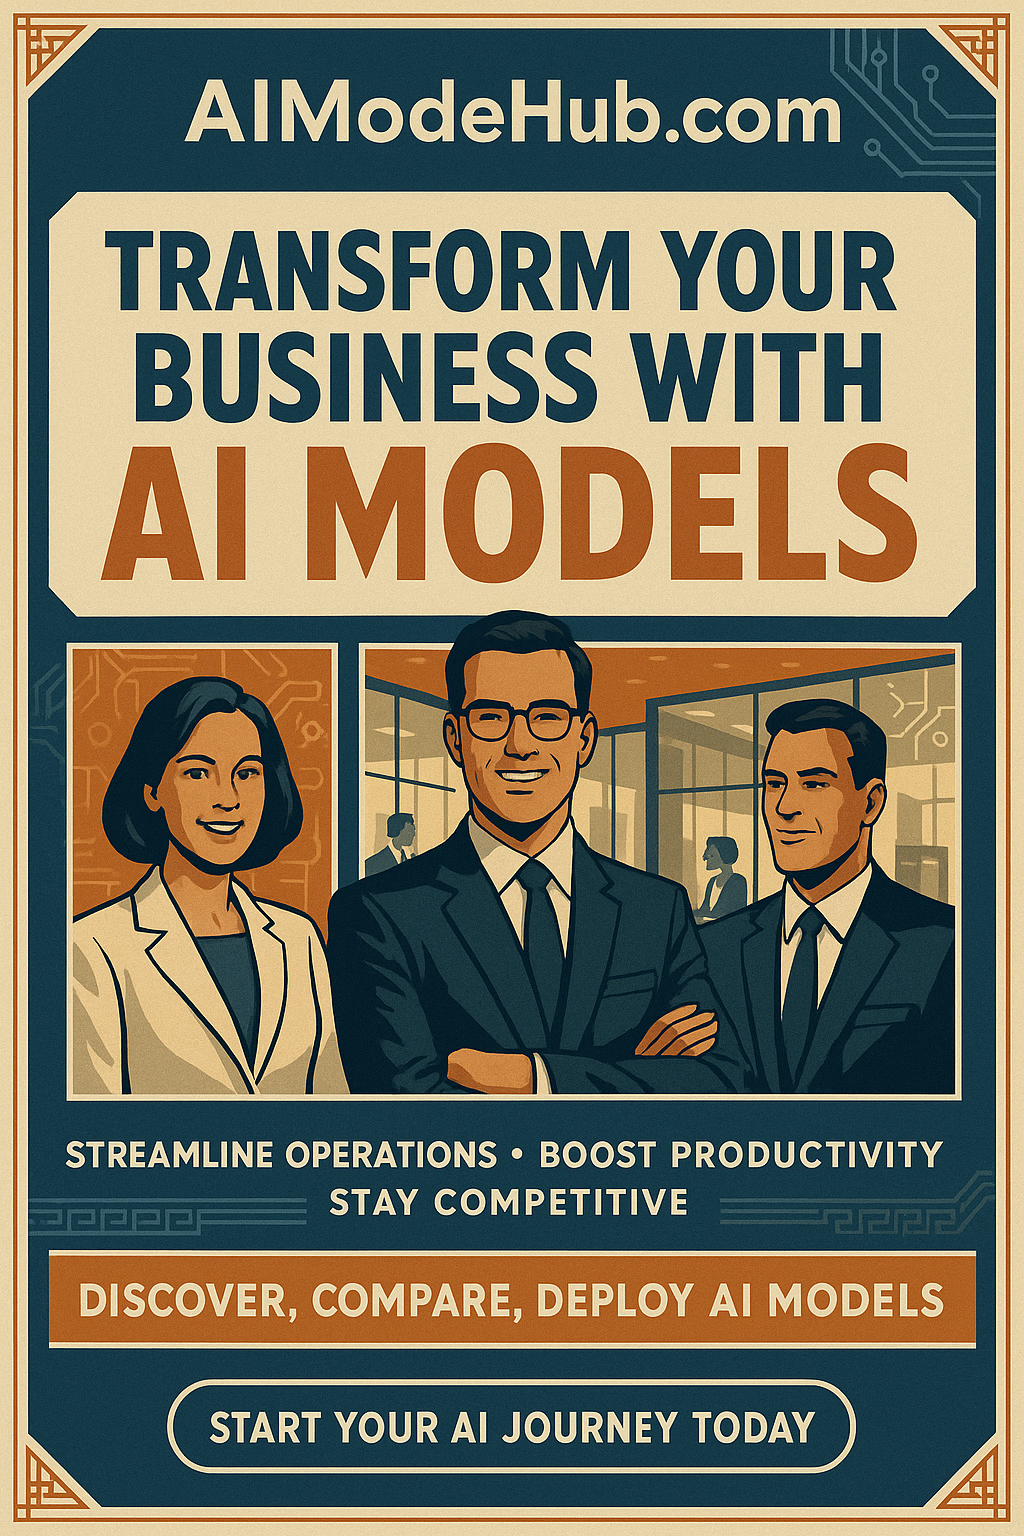 AIModeHub.com
TRANSFORM YOUR
BUSINESS WITH
AI MODELS
STREAMLINE OPERATIONS • BOOST PRODUCTIVITY
STAY COMPETITIVE
DISCOVER, COMPARE, DEPLOY AI MODELS
START YOUR AI JOURNEY TODAY